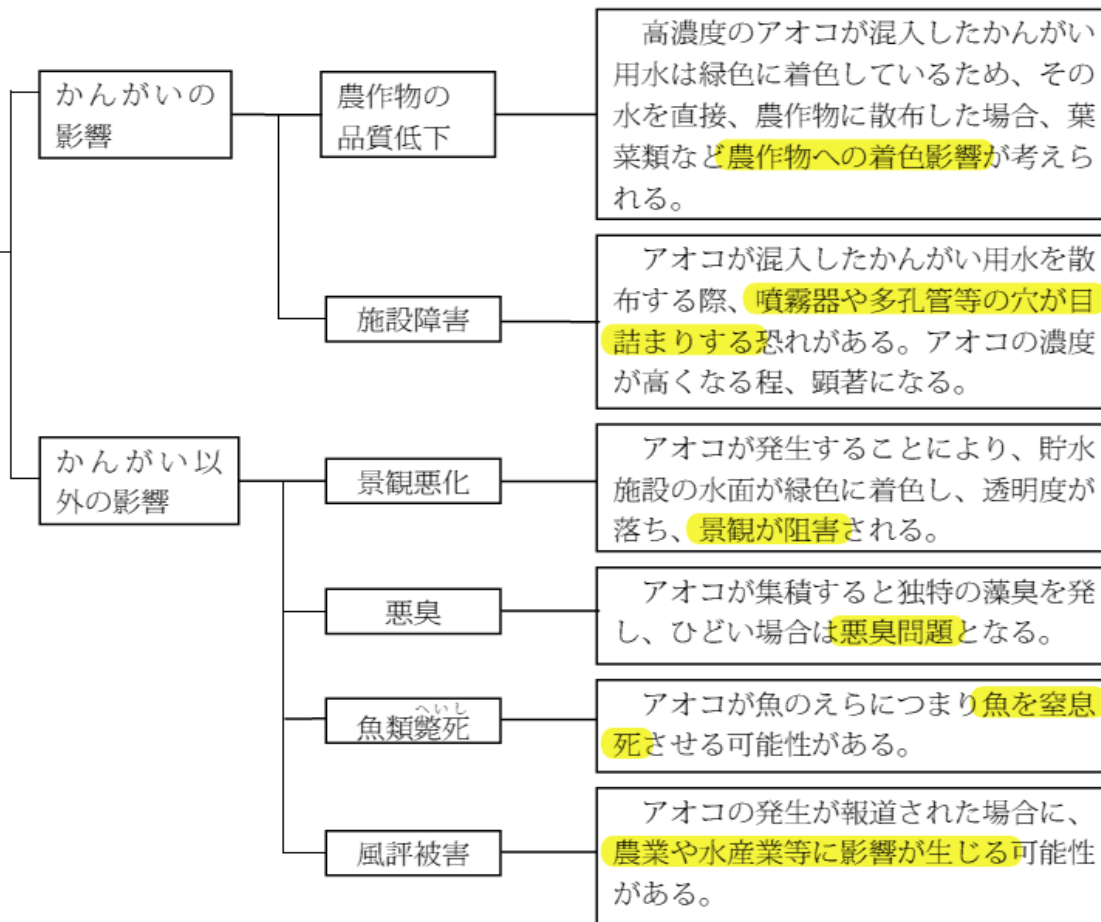 かんがいの
影響
農作物の
品質低下
高濃度のアオコが混入したかんがい
用水は緑色に着色しているため、その
水を直接、農作物に散布した場合、葉
菜類など農作物への着色影響が考えら
れる。
施設障害
アオコが混入したかんがい用水を散
布する際、噴霧器や多孔管等の穴が目
詰まりする恐れがある。アオコの濃度
が高くなる程、顕著になる。
かんがい以
外の影響
景観悪化
アオコが発生することにより、貯水
施設の水面が緑色に着色し、透明度が
落ち、景観が阻害される。
悪臭
アオコが集積すると独特の藻臭を発
し、ひどい場合は悪臭問題となる。
へいし
魚類斃死
アオコが魚のえらにつまり魚を窒息
死させる可能性がある。
風評被害
アオコの発生が報道された場合に、
農業や水産業等に影響が生じる可能性
がある。